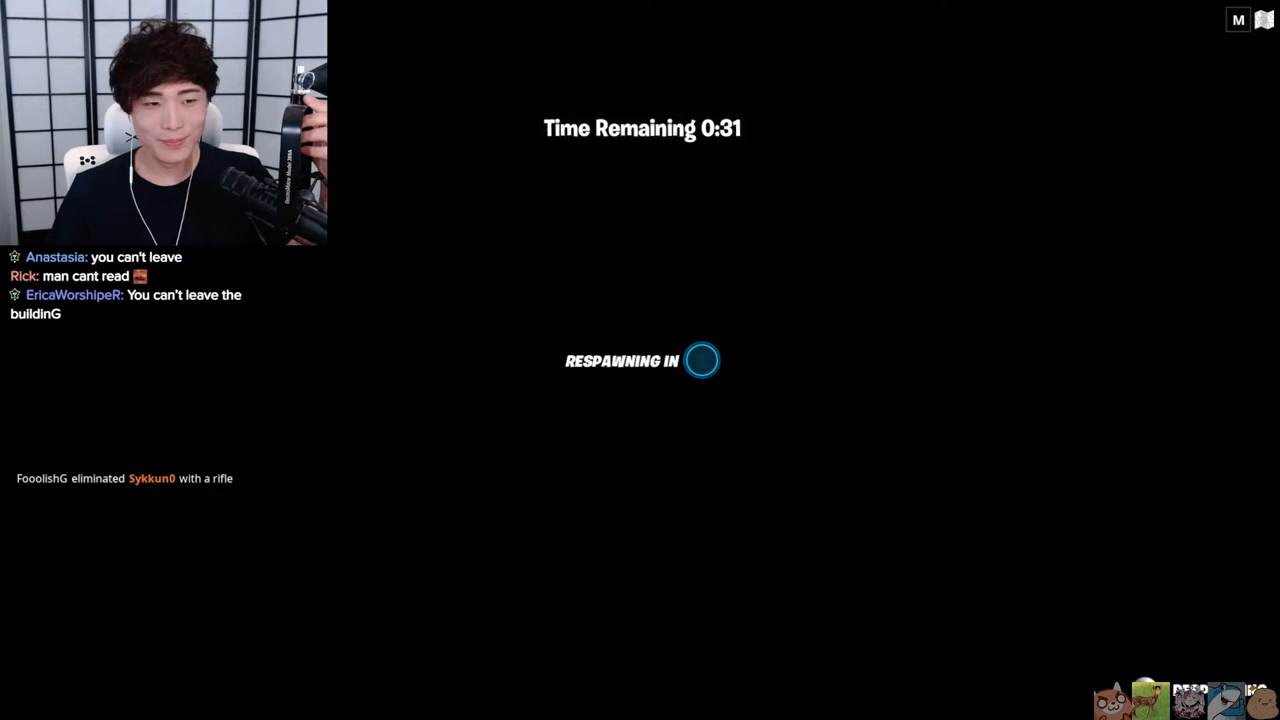 M
Time Remaining 0:31
Anastasia: you can't leave
Rick: man cant read
EricaWorshipeR: You can't leave the
buildinG
RESPAWNING IN
FooolishG eliminated Sykkun0 with a rifle